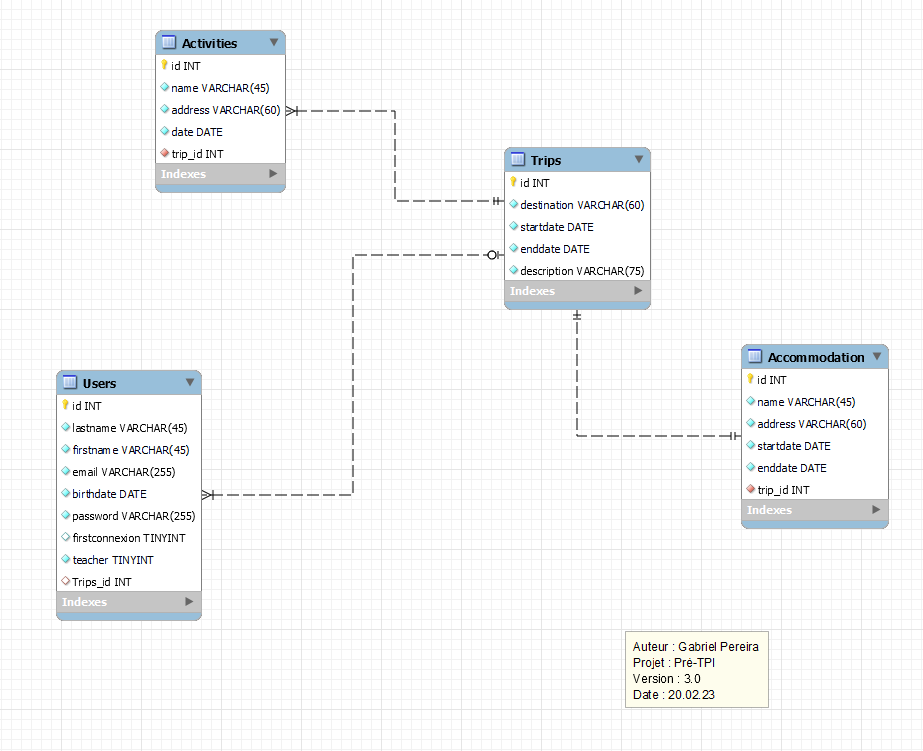 Activities
id INT
name VARCHAR(45)
address VARCHAR(60)
date DATE
trip_id INT
Indexes
Trips
id INT
destination VARCHAR(60)
startdate DATE
enddate DATE
description VARCHAR(75)
Indexes
Accommodation
id INT
name VARCHAR(45)
address VARCHAR(60)
startdate DATE
enddate DATE
trip_id INT
Indexes
Users
id INT
lastname VARCHAR(45)
firstname VARCHAR(45)
email VARCHAR(255)
birthdate DATE
password VARCHAR(255)
firstconnexion TINYINT
teacher TINYINT
Trips_id INT
Indexes
Auteur : Gabriel Pereira
Projet : Pré-TPI
Version : 3.0
Date : 20.02.23